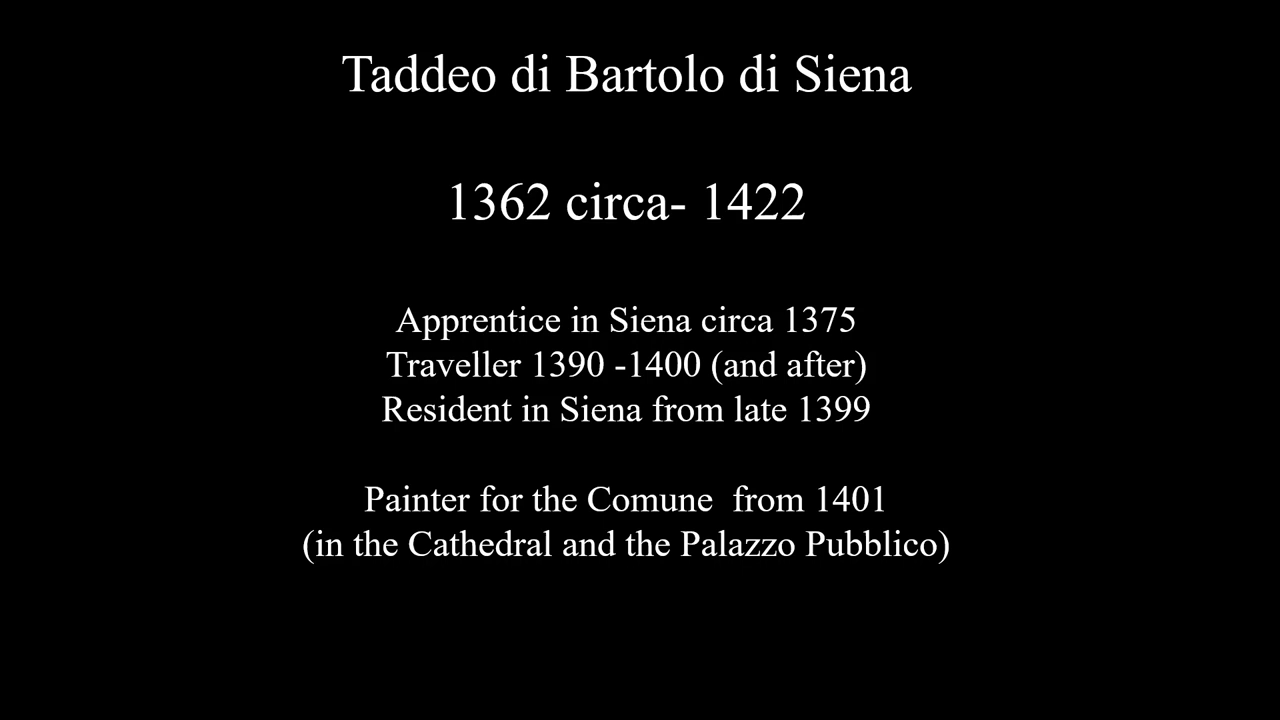 Taddeo di Bartolo di Siena
1362 circa- 1422
Apprentice in Siena circa 1375
Traveller 1390 -1400 (and after)
Resident in Siena from late 1399
Painter for the Comune  from 1401
(in the Cathedral and the Palazzo Pubblico)